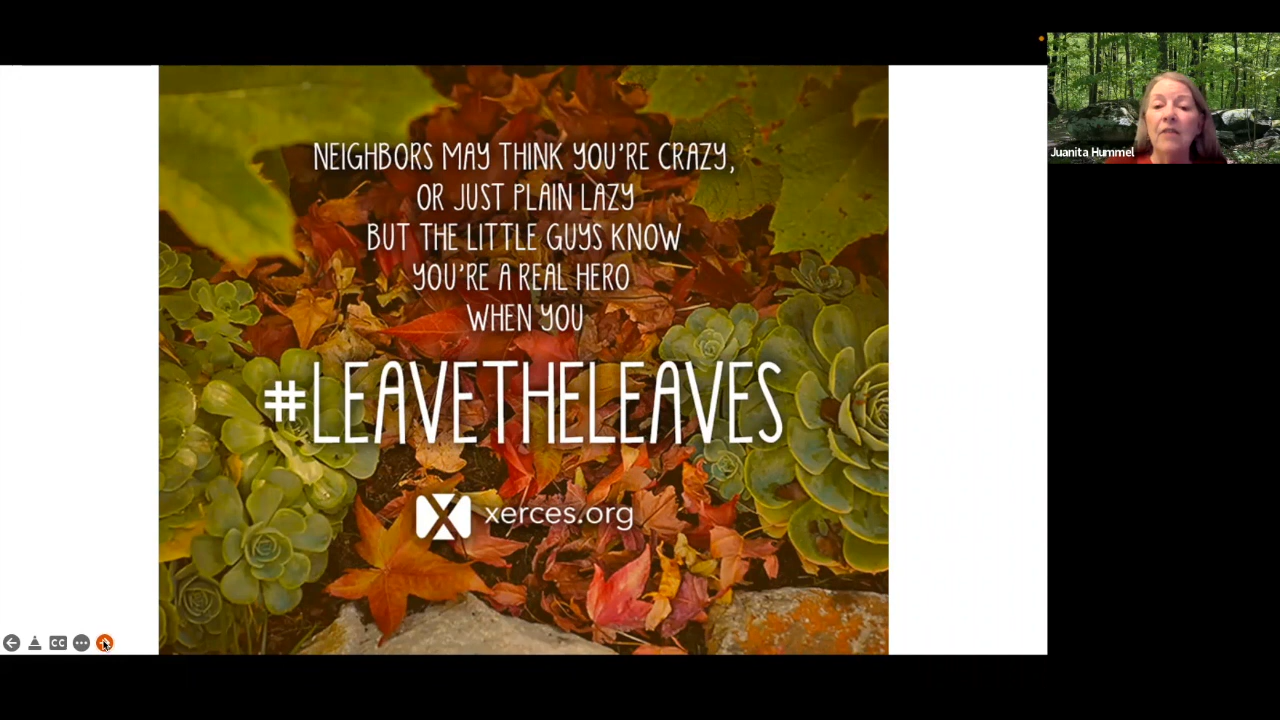 NEIGHBORS MAY THINK YOU'RE CRAZY,
OR JUST PLAIN LAZY
BUT THE LITTLE GUYS KNOW
YOU'RE A REAL HERO
WHEN YOU
#LEAVETHELEAVES
xerces.org
Juanita Hummel
CC